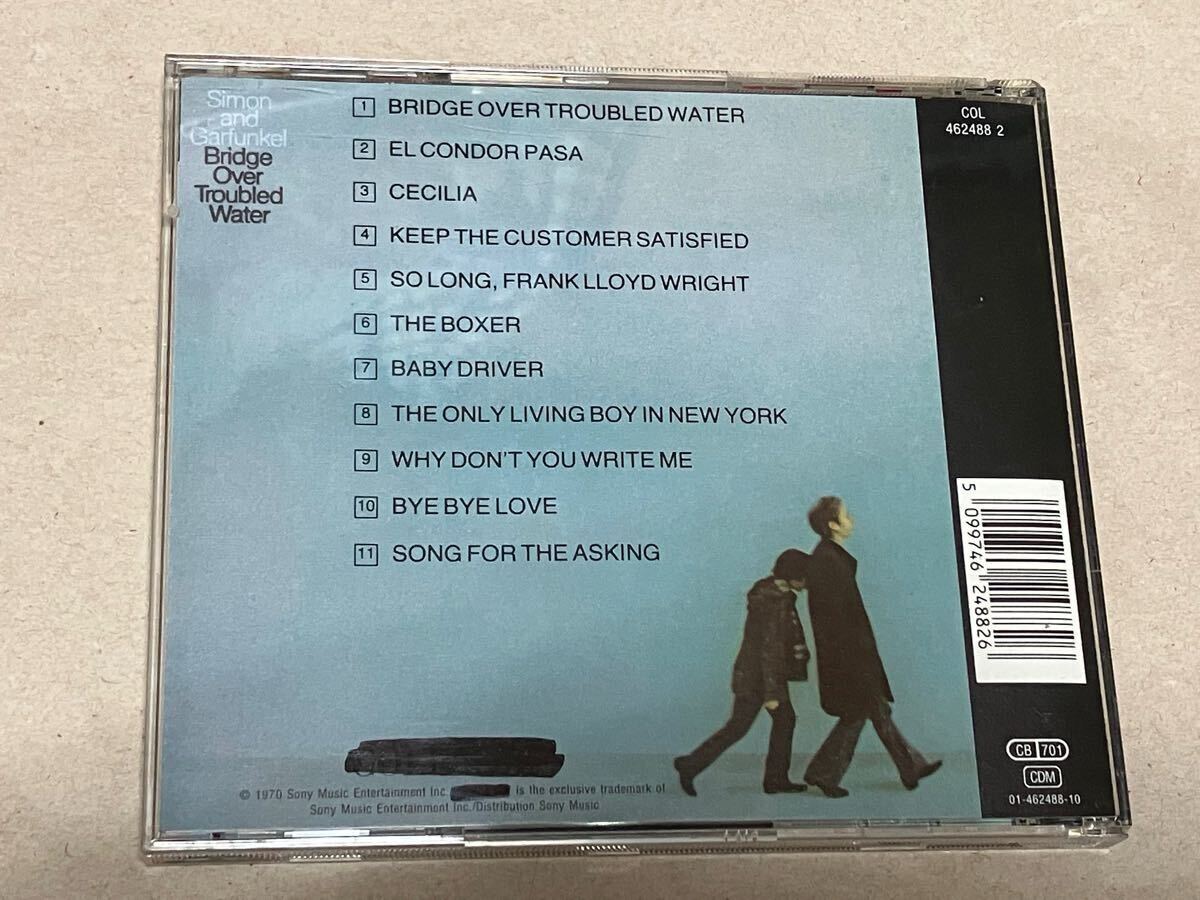 Simon
and
Garfunkel
Bridge
Over
Troubled
Water
1 BRIDGE OVER TROUBLED WATER
2 EL CONDOR PASA
3 CECILIA
4 KEEP THE CUSTOMER SATISFIED
5 SO LONG, FRANK LLOYD WRIGHT
6 THE BOXER
7 BABY DRIVER
8 THE ONLY LIVING BOY IN NEW YORK
9 WHY DON'T YOU WRITE ME
10 BYE BYE LOVE
11 SONG FOR THE ASKING
© 1970 Sony Music Entertainment Inc. is the exclusive trademark of
Sony Music Entertainment Inc./Distribution Sony Music
COL
462488 2
5 099746 248826
CB 701
CDM
01-462488-10